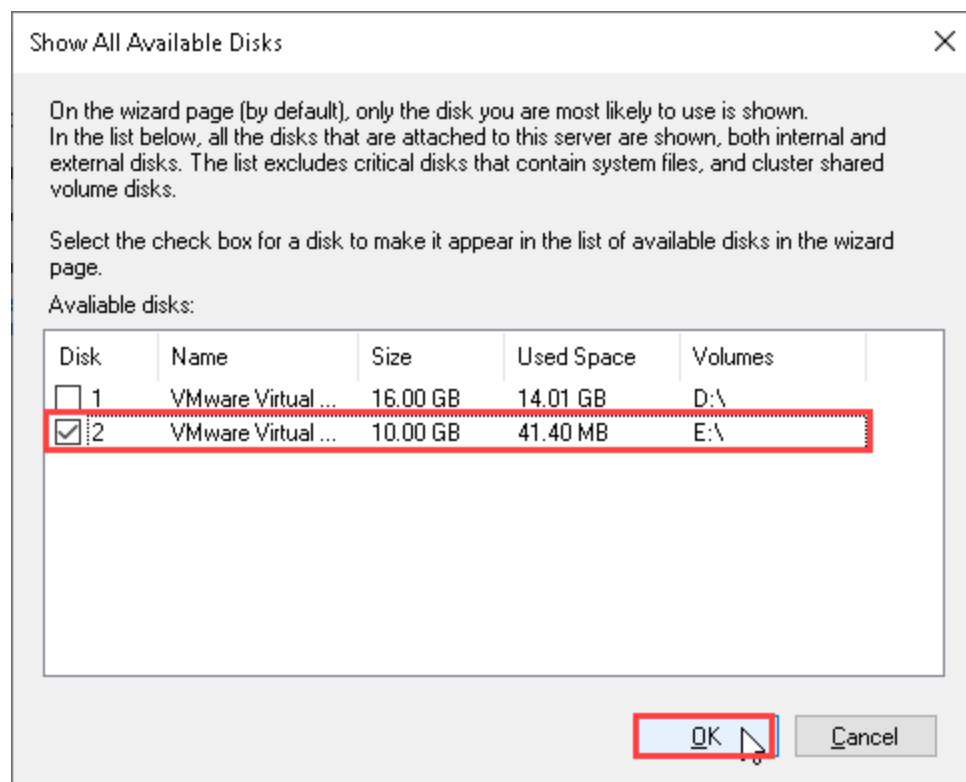 Show All Available Disks
On the wizard page (by default), only the disk you are most likely to use is shown.
In the list below, all the disks that are attached to this server are shown, both internal and
external disks. The list excludes critical disks that contain system files, and cluster shared
volume disks.
Select the check box for a disk to make it appear in the list of available disks in the wizard
page.
Avaliable disks:
Disk Name Size Used Space Volumes
1 VMware Virtual ... 16.00 GB 14.01 GB D:\
2 VMware Virtual ... 10.00 GB 41.40 MB E:\
OK Cancel